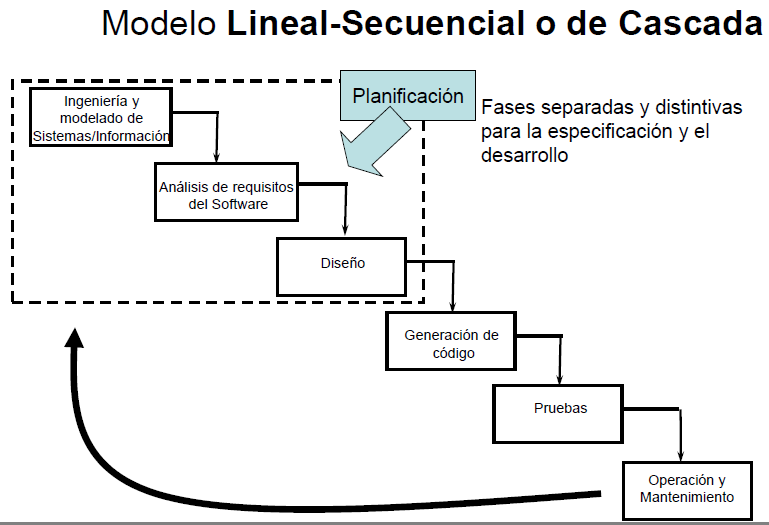 Modelo Lineal-Secuencial o de Cascada
Planificación
Fases separadas y distintivas
para la especificación y el
desarrollo
Ingeniería y
modelado de
Sistemas/Información
Análisis de requisitos
del Software
Diseño
Generación de
código
Pruebas
Operación y
Mantenimiento